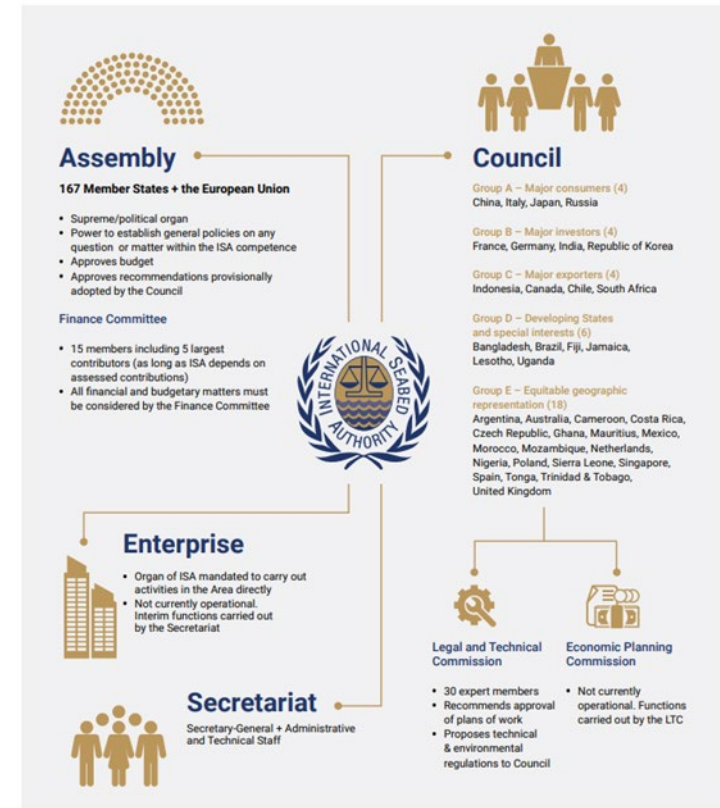 Assembly
167 Member States + the European Union
• Supreme/political organ
• Power to establish general policies on any
question or matter within the ISA competence
• Approves budget
• Approves recommendations provisionally
adopted by the Council
Finance Committee
• 15 members including 5 largest
contributors (as long as ISA depends on
assessed contributions)
• All financial and budgetary matters must
be considered by the Finance Committee
Council
Group A – Major consumers (4)
China, Italy, Japan, Russia
Group B – Major investors (4)
France, Germany, India, Republic of Korea
Group C – Major exporters (4)
Indonesia, Canada, Chile, South Africa
Group D – Developing States
and special interests (6)
Bangladesh, Brazil, Fiji, Jamaica,
Lesotho, Uganda
Group E – Equitable geographic
representation (18)
Argentina, Australia, Cameroon, Costa Rica,
Czech Republic, Ghana, Mauritius, Mexico,
Morocco, Mozambique, Netherlands,
Nigeria, Poland, Sierra Leone, Singapore,
Spain, Tonga, Trinidad & Tobago,
United Kingdom
INTERNATIONAL SEABED
AUTHORITY
Enterprise
• Organ of ISA mandated to carry out
activities in the Area directly
• Not currently operational.
Interim functions carried out
by the Secretariat
Secretariat
Secretary-General + Administrative
and Technical Staff
Legal and Technical
Commission
• 30 expert members
• Recommends approval
of plans of work
• Proposes technical
& environmental
regulations to Council
Economic Planning
Commission
• Not currently
operational. Functions
carried out by the LTC